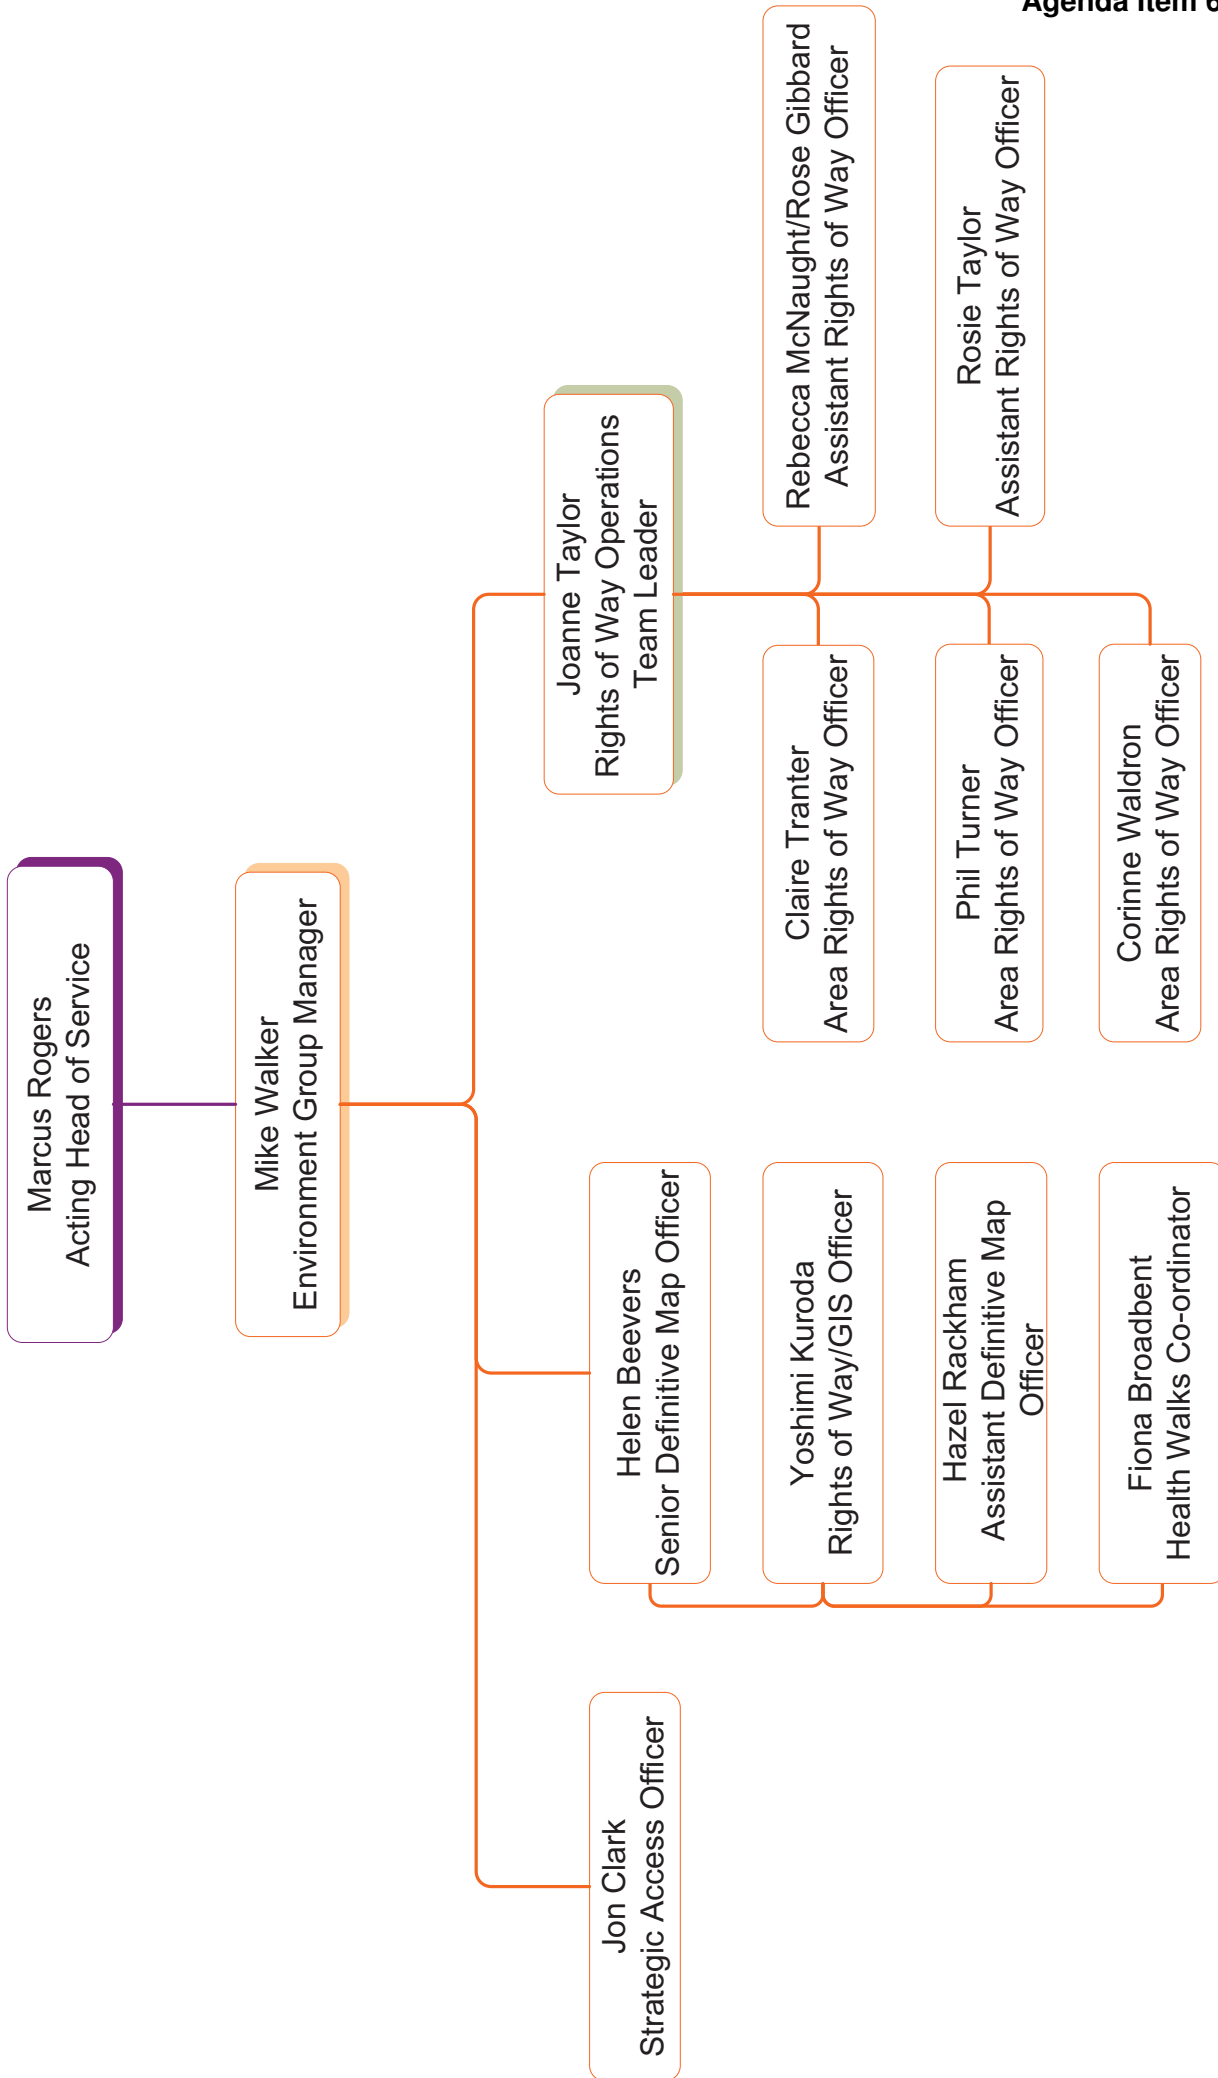 Agenda Item 6
Marcus Rogers
Acting Head of Service
Mike Walker
Environment Group Manager
Jon Clark
Strategic Access Officer
Helen Beevers
Senior Definitive Map Officer
Joanne Taylor
Rights of Way Operations
Team Leader
Yoshimi Kuroda
Rights of Way/GIS Officer
Claire Tranter
Area Rights of Way Officer
Rebecca McNaught/Rose Gibbard
Assistant Rights of Way Officer
Hazel Rackham
Assistant Definitive Map
Officer
Phil Turner
Area Rights of Way Officer
Rosie Taylor
Assistant Rights of Way Officer
Fiona Broadbent
Health Walks Co-ordinator
Corinne Waldron
Area Rights of Way Officer